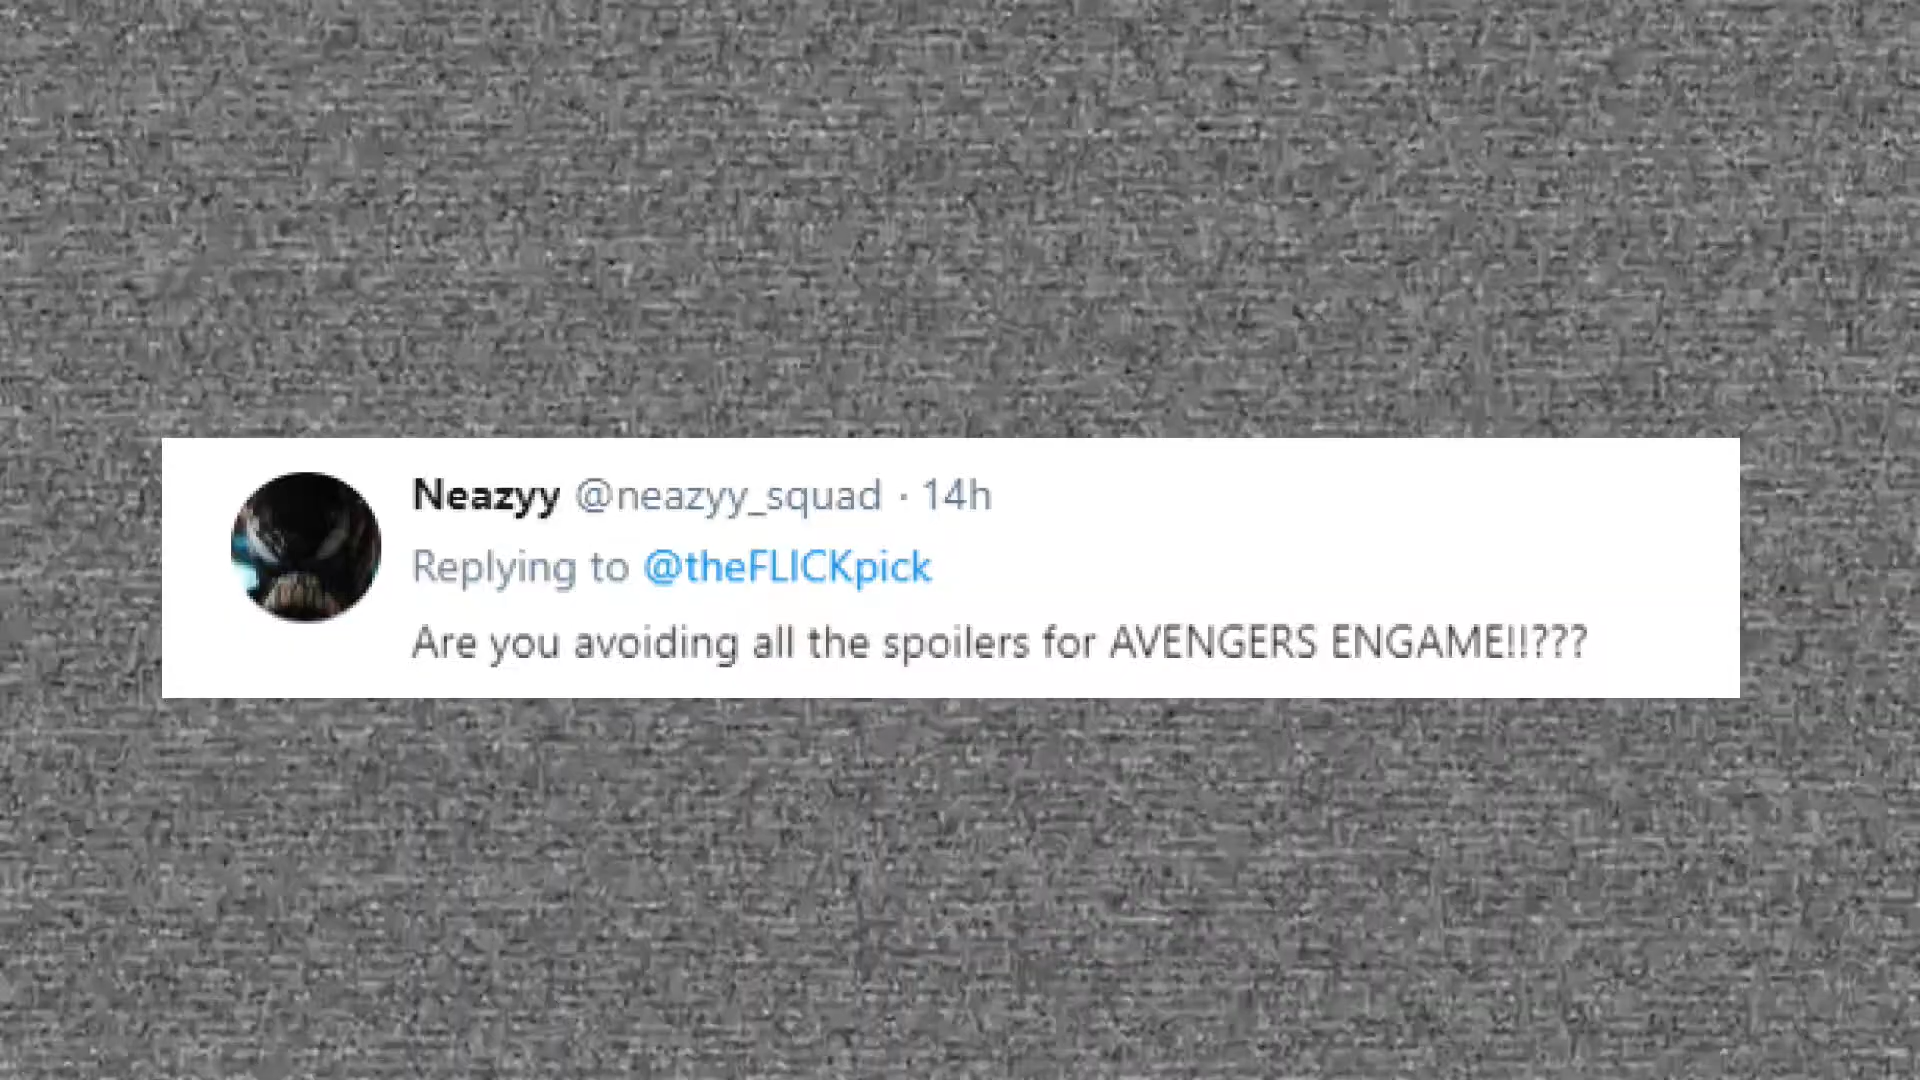 Neazyy @neazyy_squad · 14h
Replying to @theFLICKpick
Are you avoiding all the spoilers for AVENGERS ENGAME!!???